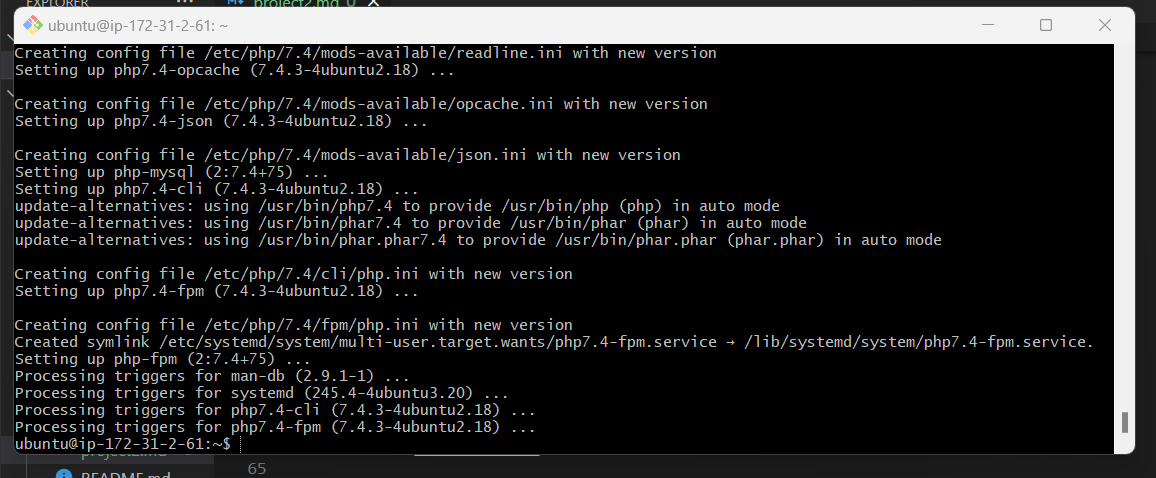 EXPLORER
project2.md U
ubuntu@ip-172-31-2-61: ~
Creating config file /etc/php/7.4/mods-available/readline.ini with new version
Setting up php7.4-opcache (7.4.3-4ubuntu2.18) ...
Creating config file /etc/php/7.4/mods-available/opcache.ini with new version
Setting up php7.4-json (7.4.3-4ubuntu2.18) ...
Creating config file /etc/php/7.4/mods-available/json.ini with new version
Setting up php-mysql (2:7.4+75) ...
Setting up php7.4-cli (7.4.3-4ubuntu2.18) ...
update-alternatives: using /usr/bin/php7.4 to provide /usr/bin/php (php) in auto mode
update-alternatives: using /usr/bin/phar7.4 to provide /usr/bin/phar (phar) in auto mode
update-alternatives: using /usr/bin/phar.phar7.4 to provide /usr/bin/phar.phar (phar.phar) in auto mode
Creating config file /etc/php/7.4/cli/php.ini with new version
Setting up php7.4-fpm (7.4.3-4ubuntu2.18) ...
Creating config file /etc/php/7.4/fpm/php.ini with new version
Created symlink /etc/systemd/system/multi-user.target.wants/php7.4-fpm.service → /lib/systemd/system/php7.4-fpm.service.
Setting up php-fpm (2:7.4+75) ...
Processing triggers for man-db (2.9.1-1) ...
Processing triggers for systemd (245.4-4ubuntu3.20) ...
Processing triggers for php7.4-cli (7.4.3-4ubuntu2.18) ...
Processing triggers for php7.4-fpm (7.4.3-4ubuntu2.18) ...
ubuntu@ip-172-31-2-61:~$
project2.md
65
README.md